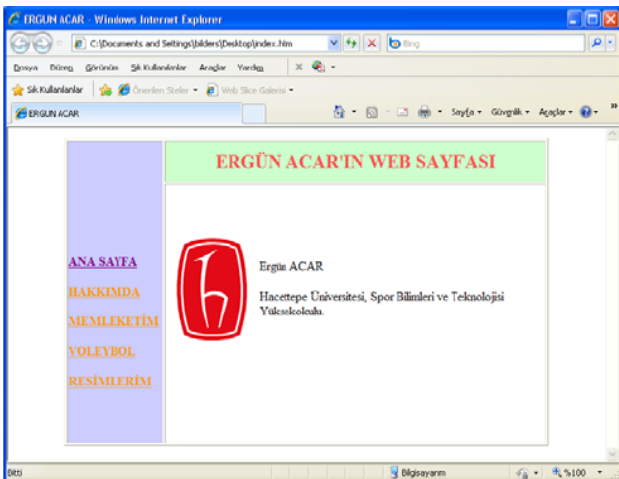 ERGUN ACAR - Windows Internet Explorer
C:\Documents and Settings\bilders\Desktop\index.htm
Bing
Dosya Düzen Görünüm Sık Kullanılanlar Araçlar Yardım
Sık Kullanılanlar Önerilen Siteler Web Slice Galerisi
ERGUN ACAR
Sayfa Güvenlik Araçlar
ERGÜN ACAR'IN WEB SAYFASI
ANA SAYFA
HAKKIMDA
MEMLEKETİM
VOLEYBOL
RESİMLERİM
Ergün ACAR
Hacettepe Üniversitesi, Spor Bilimleri ve Teknolojisi
Yüksekokulu.
Bitti
Bilgisayarım
%100